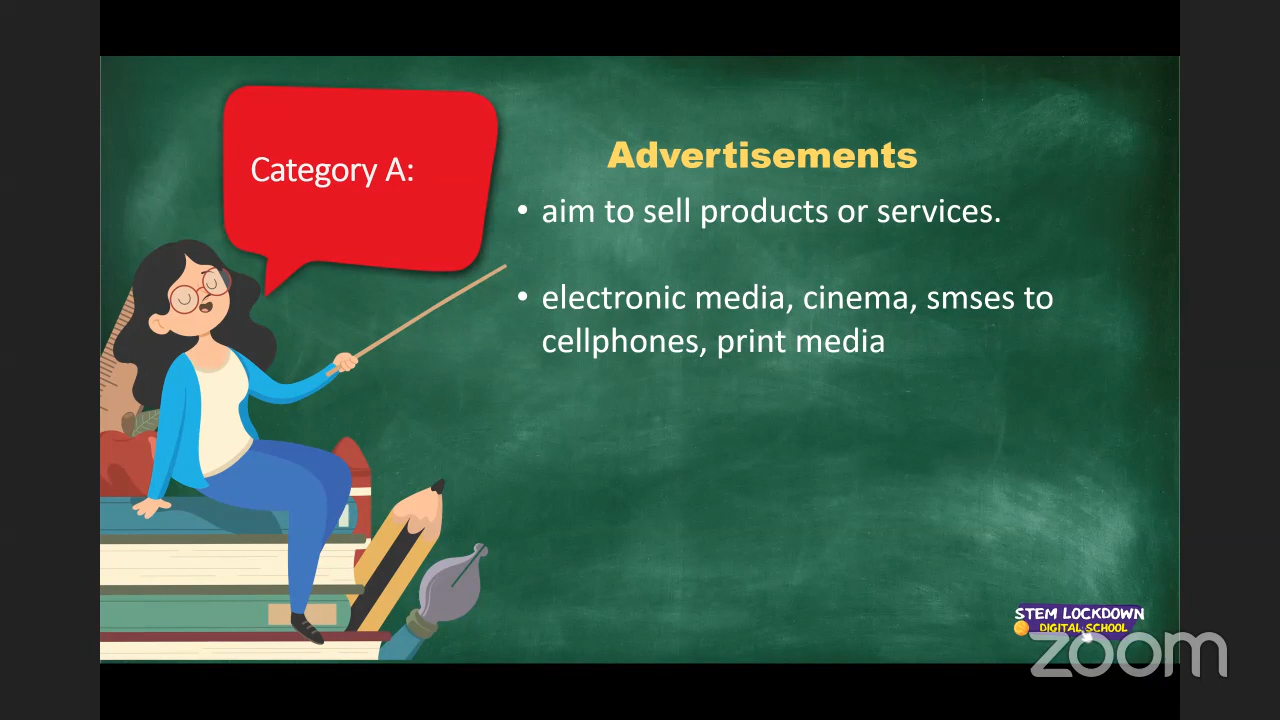 Category A:
Advertisements
• aim to sell products or services.
• electronic media, cinema, smses to
cellphones, print media
STEM LOCKDOWN
DIGITAL SCHOOL
zoom